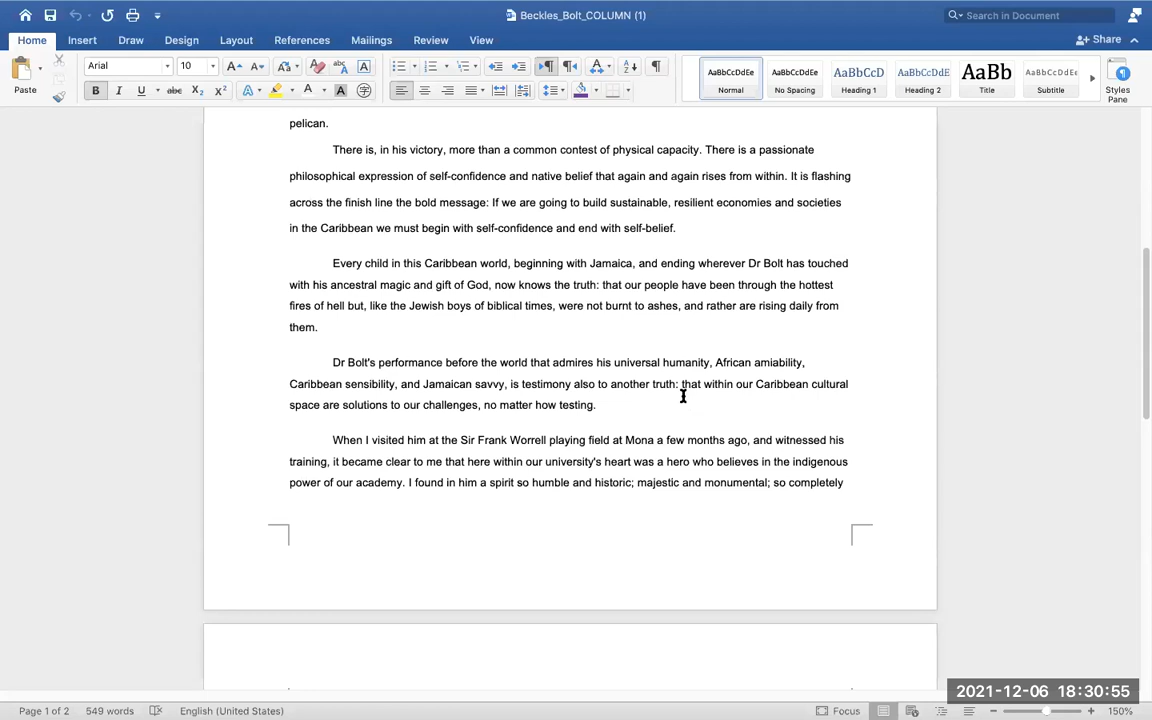 Beckles_Bolt_COLUMN (1)
Search in Document
Home Insert Draw Design Layout References Mailings Review View
Share
Paste
Arial 10
AaBbCcDdEe AaBbCcDdEe AaBbCcD AaBbCcDdE AaBb AaBbCcDdEe
Normal No Spacing Heading 1 Heading 2 Title Subtitle
Styles Pane
pelican.
There is, in his victory, more than a common contest of physical capacity. There is a passionate
philosophical expression of self-confidence and native belief that again and again rises from within. It is flashing
across the finish line the bold message: If we are going to build sustainable, resilient economies and societies
in the Caribbean we must begin with self-confidence and end with self-belief.
Every child in this Caribbean world, beginning with Jamaica, and ending wherever Dr Bolt has touched
with his ancestral magic and gift of God, now knows the truth: that our people have been through the hottest
fires of hell but, like the Jewish boys of biblical times, were not burnt to ashes, and rather are rising daily from
them.
Dr Bolt's performance before the world that admires his universal humanity, African amiability,
Caribbean sensibility, and Jamaican savvy, is testimony also to another truth: that within our Caribbean cultural
space are solutions to our challenges, no matter how testing.
When I visited him at the Sir Frank Worrell playing field at Mona a few months ago, and witnessed his
training, it became clear to me that here within our university's heart was a hero who believes in the indigenous
power of our academy. I found in him a spirit so humble and historic; majestic and monumental; so completely
2021-12-06 18:30:55
Page 1 of 2 549 words English (United States) Focus 150%